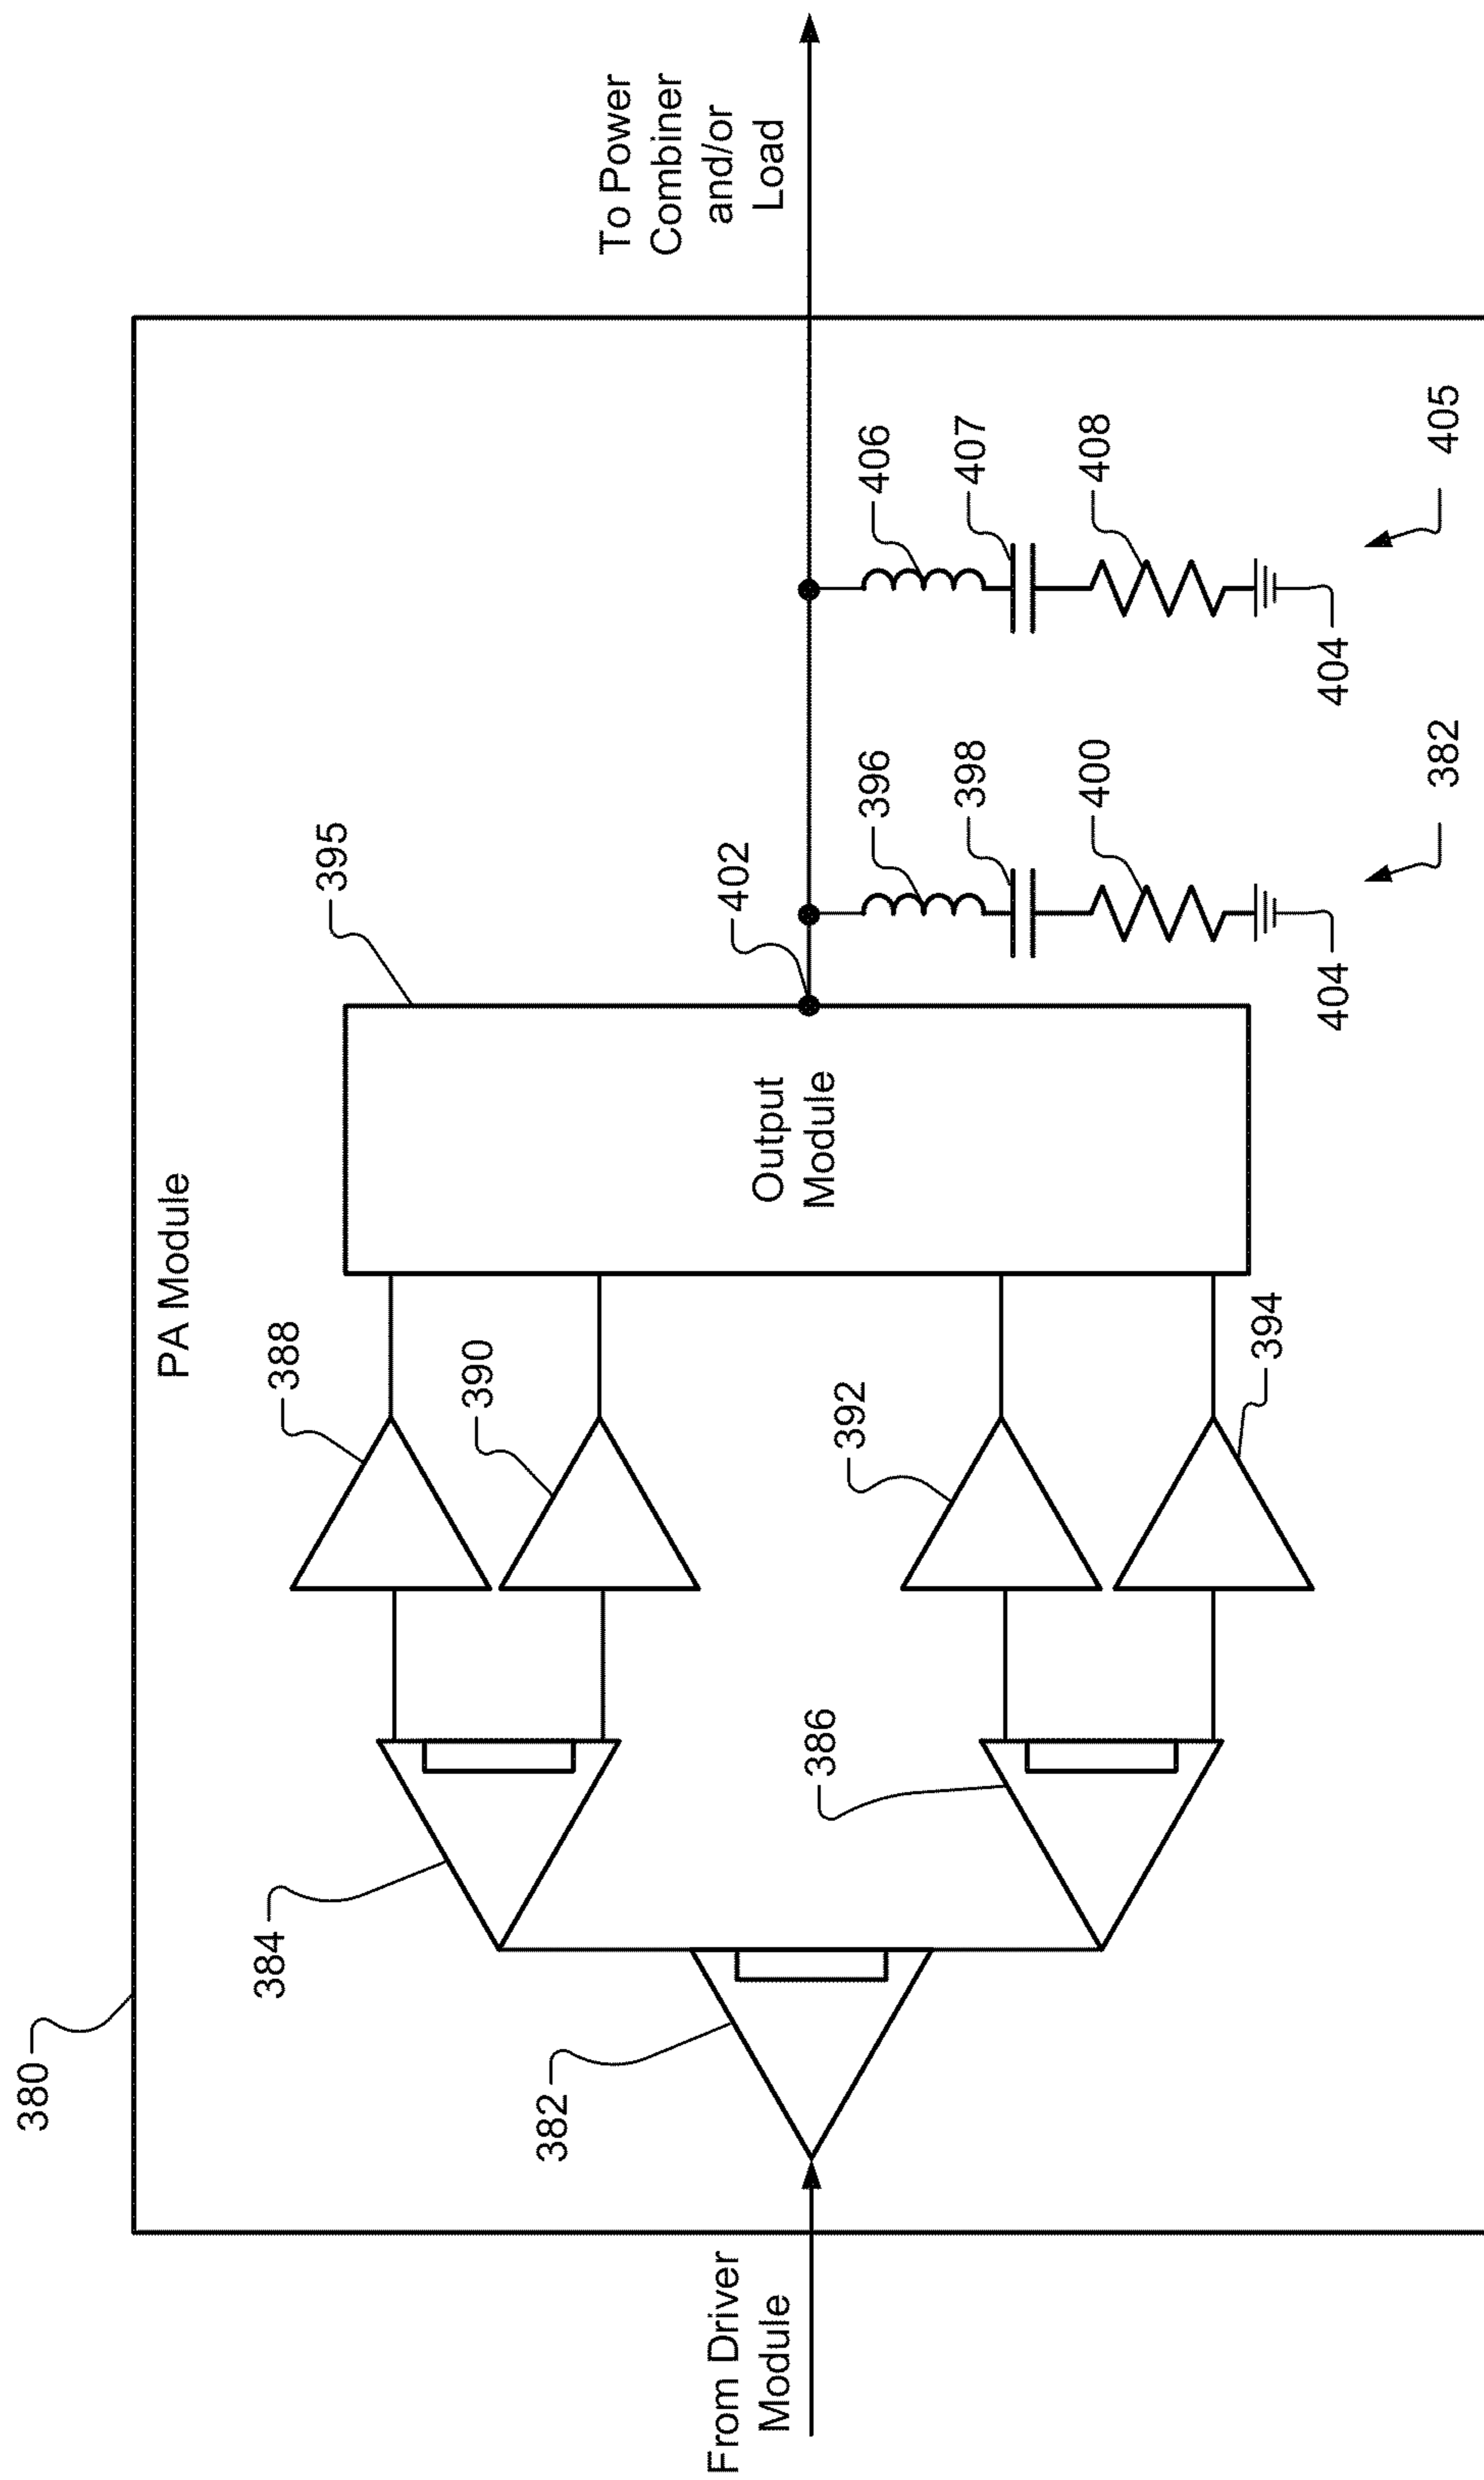 380
PA Module
From Driver
Module
382
384
386
388
390
392
394
395
Output
Module
402
396
398
400
404
382
406
407
408
404
405
To Power
Combiner
and/or
Load